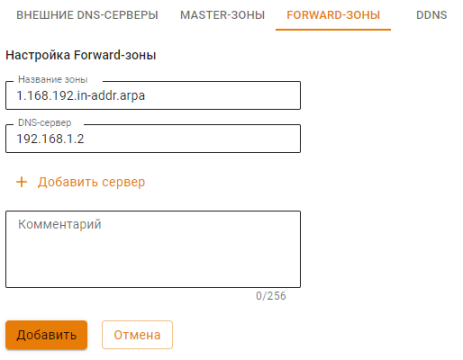 ВНЕШНИЕ DNS-СЕРВЕРЫ MASTER-ЗОНЫ FORWARD-ЗОНЫ DDNS
Настройка Forward-зоны
Название зоны
1.168.192.in-addr.arpa
DNS-сервер
192.168.1.2
+ Добавить сервер
Комментарий
0/256
Добавить Отмена